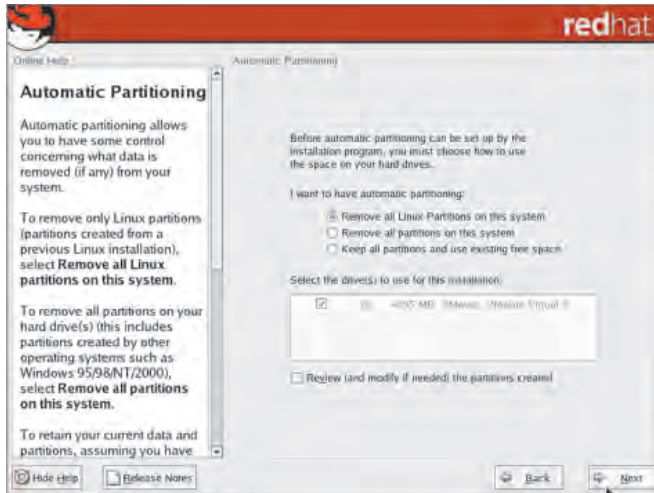 redhat
Online Help
Automatic Partitioning
Automatic Partitioning
Automatic partitioning allows
you to have some control
concerning what data is
removed (if any) from your
system.
To remove only Linux partitions
(partitions created from a
previous Linux installation),
select Remove all Linux
partitions on this system.
To remove all partitions on your
hard drive(s) (this includes
partitions created by other
operating systems such as
Windows 95/98/NT/2000),
select Remove all partitions
on this system.
To retain your current data and
partitions, assuming you have
Before automatic partitioning can be set up by the
installation program, you must choose how to use
the space on your hard drives.
I want to have automatic partitioning:
Remove all Linux Partitions on this system
Remove all partitions on this system
Keep all partitions and use existing free space
Select the drive(s) to use for this installation:
MB VMware, VMware Virtual S
Review (and modify if needed) the partitions created
Hide Help
Release Notes
Back
Next